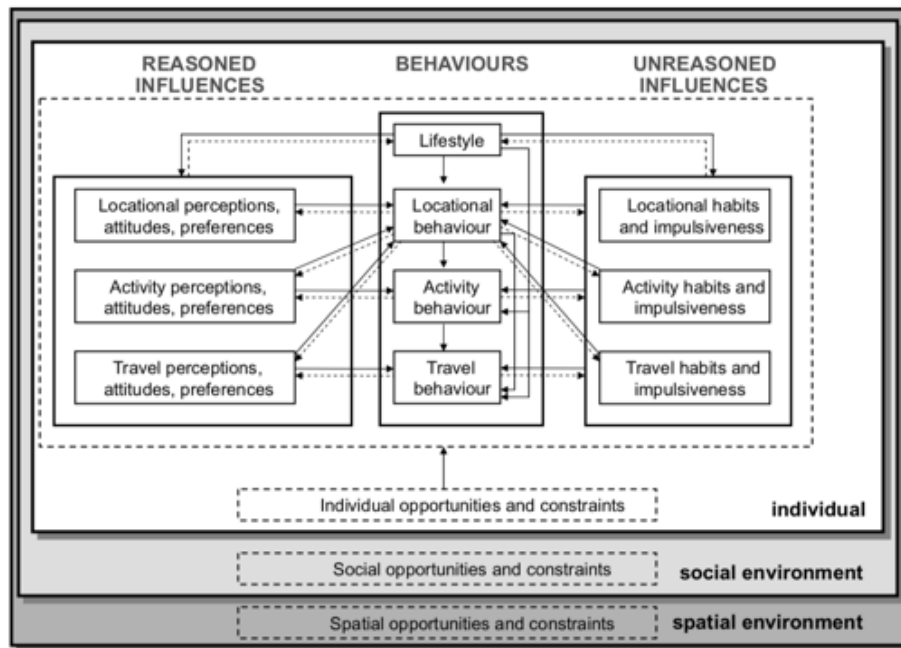 REASONED
INFLUENCES
BEHAVIOURS
UNREASONED
INFLUENCES
Lifestyle
Locational perceptions,
attitudes, preferences
Locational
behaviour
Locational habits
and impulsiveness
Activity perceptions,
attitudes, preferences
Activity
behaviour
Activity habits and
impulsiveness
Travel perceptions,
attitudes, preferences
Travel
behaviour
Travel habits and
impulsiveness
Individual opportunities and constraints
individual
Social opportunities and constraints
social environment
Spatial opportunities and constraints
spatial environment